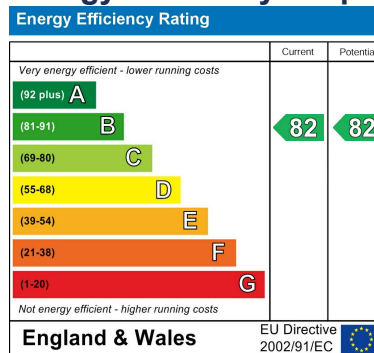 Energy Efficiency Rating
Current Potentia
Very energy efficient - lower running costs
(92 plus) A
(81-91) B 82 82
(69-80) C
(55-68) D
(39-54) E
(21-38) F
(1-20) G
Not energy efficient - higher running costs
England & Wales
EU Directive
2002/91/EC